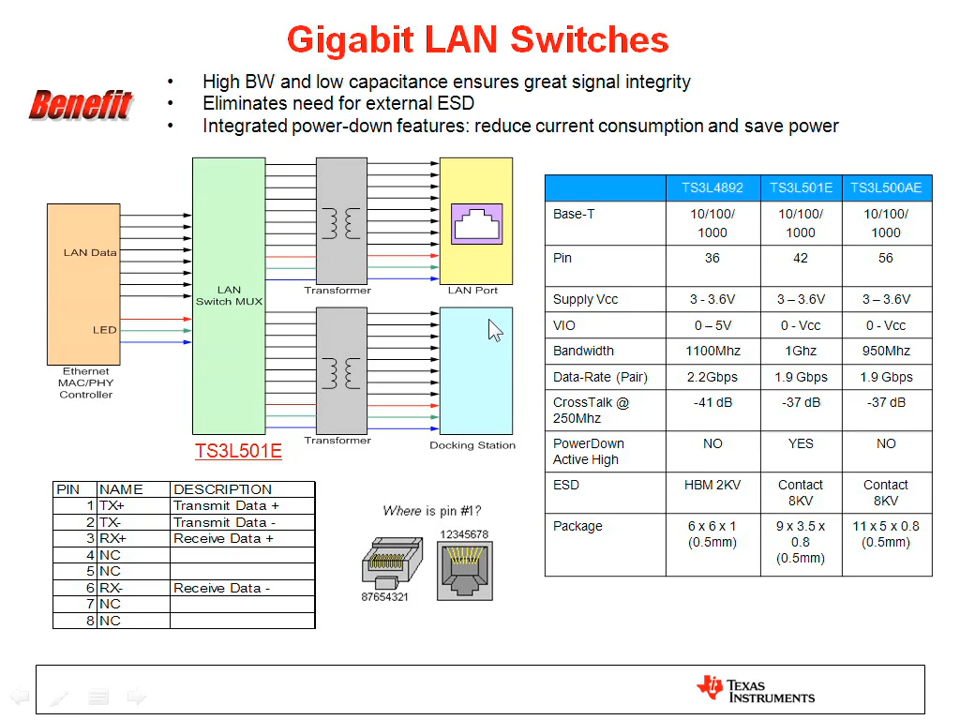 Gigabit LAN Switches
Benefit
• High BW and low capacitance ensures great signal integrity
• Eliminates need for external ESD
• Integrated power-down features: reduce current consumption and save power
LAN Data
LED
Ethernet
MAC/PHY
Controller
LAN
Switch MUX
TS3L501E
Transformer
LAN Port
Transformer
Docking Station
TS3L4892 TS3L501E TS3L500AE
Base-T 10/100/ 10/100/ 10/100/
1000 1000 1000
Pin 36 42 56
Supply Vcc 3 - 3.6V 3 – 3.6V 3 – 3.6V
VIO 0 – 5V 0 - Vcc 0 - Vcc
Bandwidth 1100Mhz 1Ghz 950Mhz
Data-Rate (Pair) 2.2Gbps 1.9 Gbps 1.9 Gbps
CrossTalk @ -41 dB -37 dB -37 dB
250Mhz
PowerDown NO YES NO
Active High
ESD HBM 2KV Contact Contact
8KV 8KV
Package 6 x 6 x 1 9 x 3.5 x 11 x 5 x 0.8
(0.5mm) 0.8 (0.5mm)
(0.5mm)
PIN NAME DESCRIPTION
1 TX+ Transmit Data +
2 TX- Transmit Data -
3 RX+ Receive Data +
4 NC
5 NC
6 RX- Receive Data -
7 NC
8 NC
Where is pin #1?
12345678
87654321
TEXAS
INSTRUMENTS